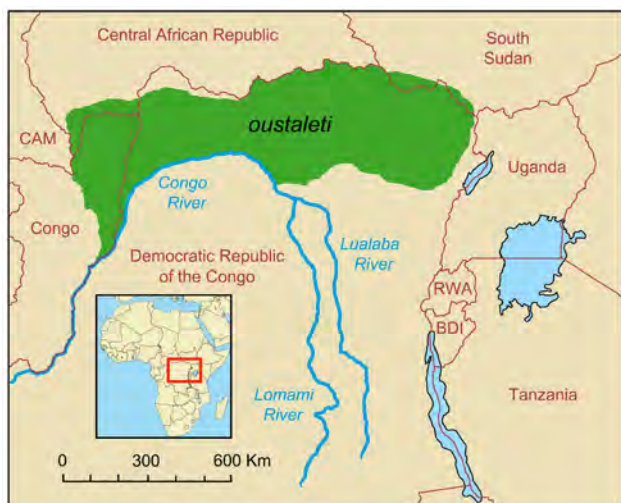 Central African Republic
South
Sudan
CAM
oustaleti
Uganda
Congo
River
Congo
Democratic Republic
of the Congo
Lualaba
River
RWA
BDI
Lomami
River
Tanzania
0 300 600 Km